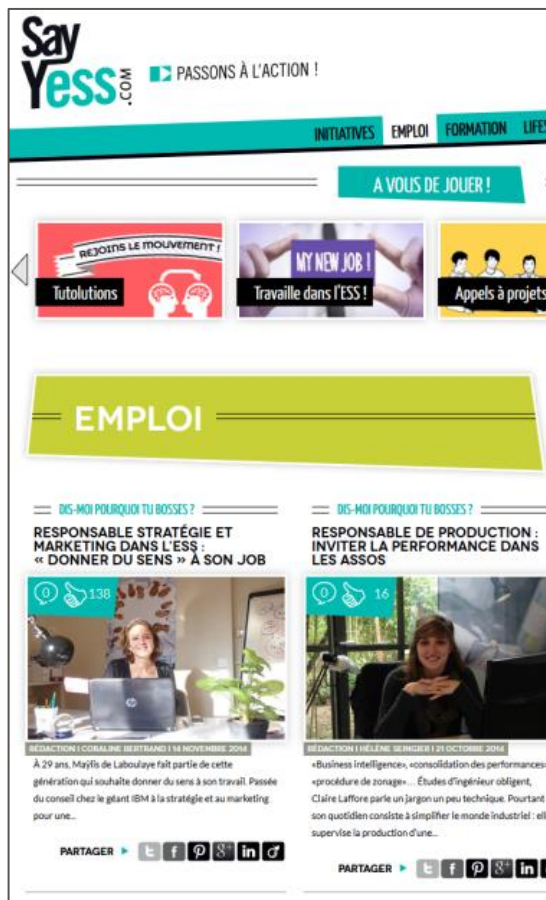 Say
Yess.com
PASSONS À L'ACTION !
INITIATIVES EMPLOI FORMATION
A VOUS DE JOUER !
REJOINS LE MOUVEMENT !
Tutolutions
MY NEW JOB !
Travaille dans l'ESS !
Appels à projets
EMPLOI
DIS-MOI POURQUOI TU BOSSES ?
RESPONSABLE STRATÉGIE ET
MARKETING DANS L'ESS :
« DONNER DU SENS » À SON JOB
0 138
hp
RÉDACTION I CORALINE BERTRAND I 14 NOVEMBRE 2014
À 29 ans, Maÿlis de Laboulaye fait partie de cette
génération qui souhaite donner du sens à son travail. Passée
du conseil chez le géant IBM à la stratégie et au marketing
pour une...
PARTAGER
DIS-MOI POURQUOI TU BOSSES ?
RESPONSABLE DE PRODUCTION :
INVITER LA PERFORMANCE DANS
LES ASSOS
0 16
RÉDACTION I HÉLÈNE SEINGIER I 21 OCTOBRE 2014
«Business intelligence», «consolidation des performances»
«procédure de zonage»... Études d'ingénieur obligent,
Claire Laffore parle un jargon un peu technique. Pourtant
son quotidien consiste à simplifier le monde industriel : ell
supervise la production d'une...
PARTAGER